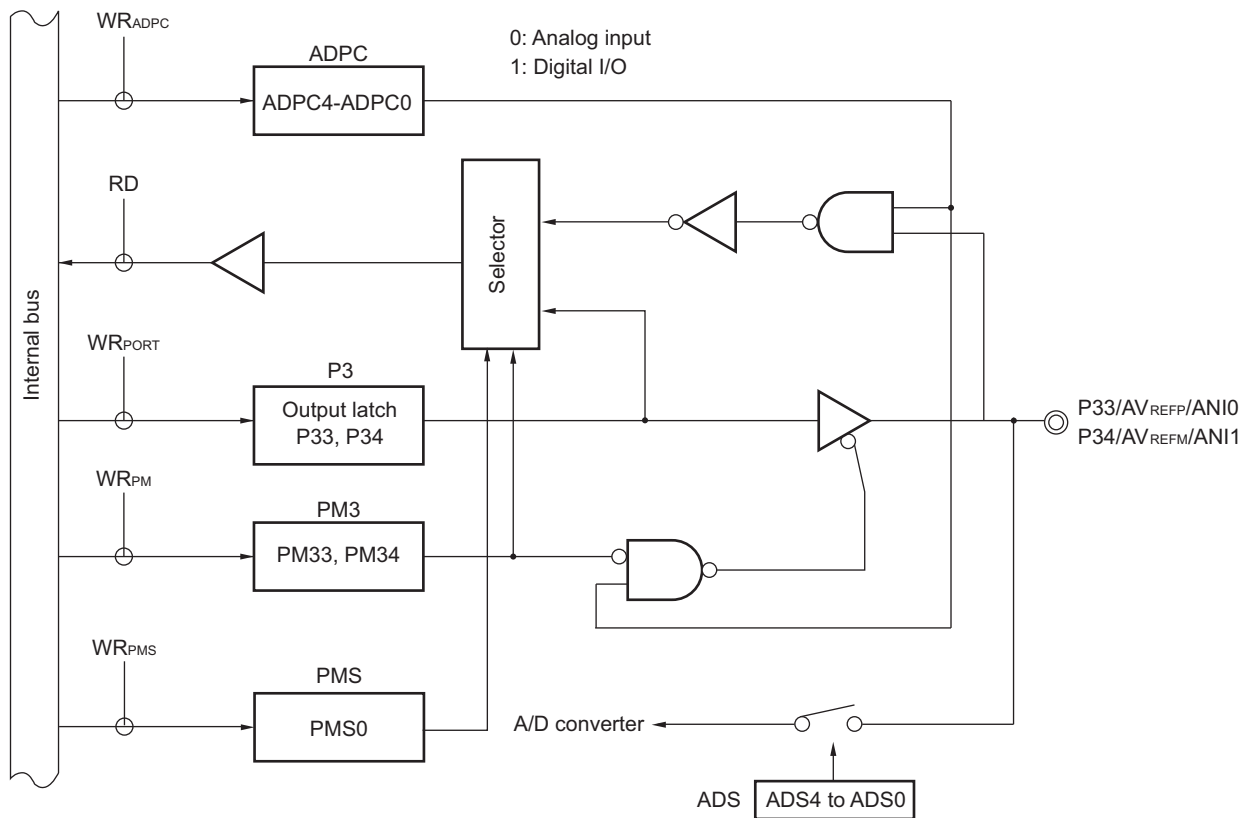 WRADPC
ADPC
0: Analog input
1: Digital I/O
ADPC4-ADPC0
RD
Selector
Internal bus
WRPORT
P3
Output latch
P33, P34
P33/AVREFP/ANI0
P34/AVREFM/ANI1
WRPM
PM3
PM33, PM34
WRPMS
PMS
PMS0
A/D converter
ADS
ADS4 to ADS0